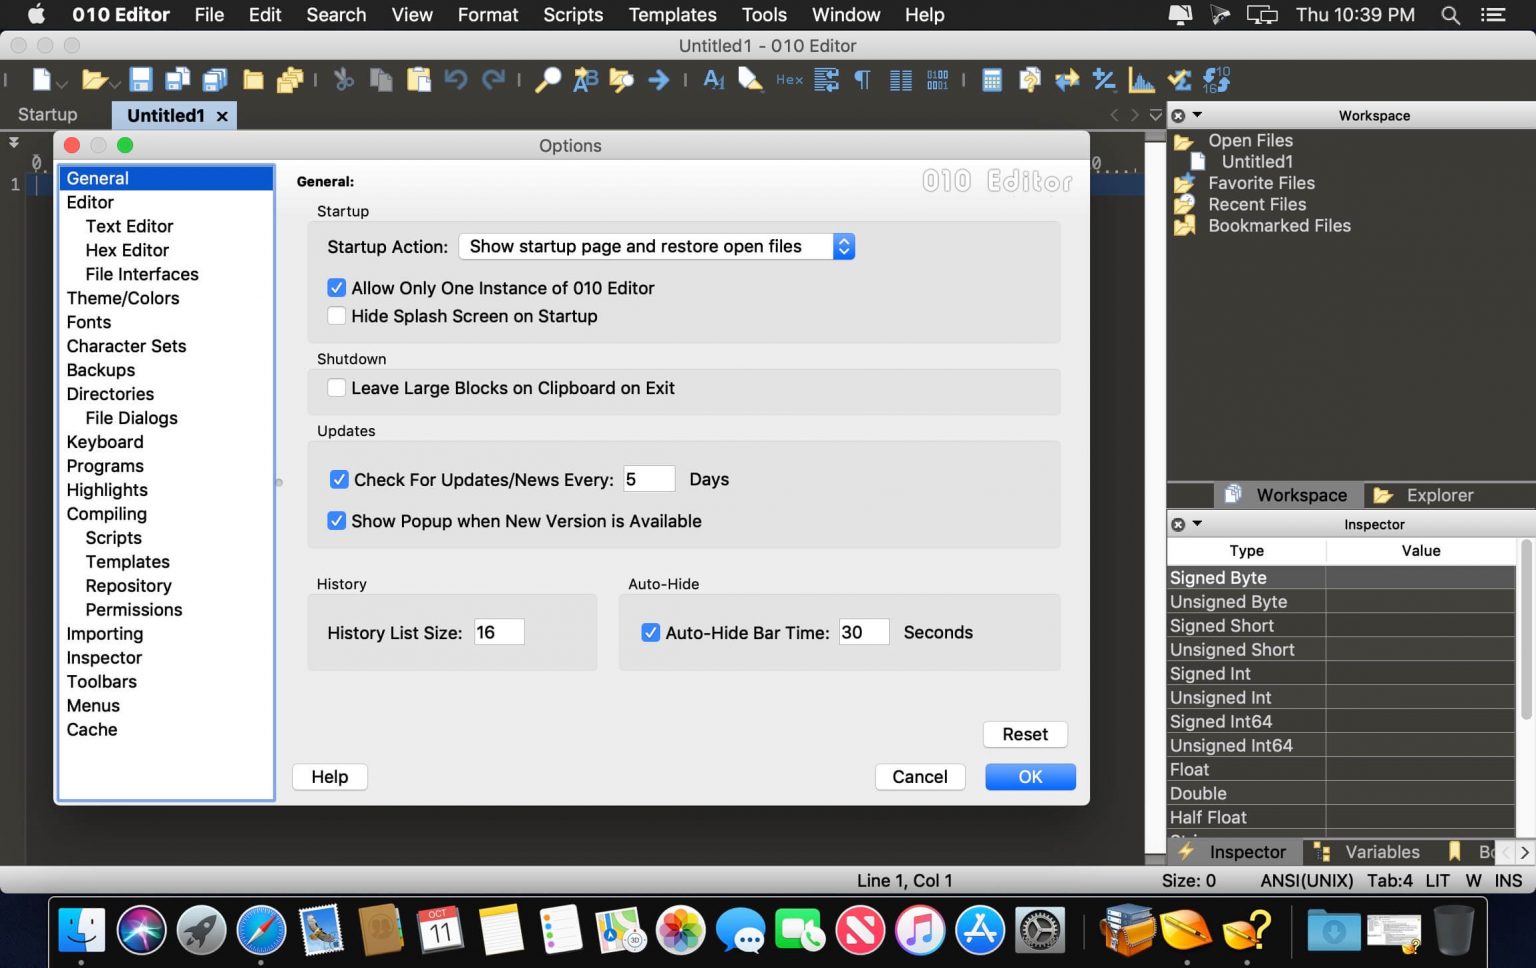 010 Editor File Edit Search View Format Scripts Templates Tools Window Help Thu 10:39 PM
Untitled1 - 010 Editor
Hex
Startup Untitled1
Workspace
Open Files
Untitled1
Favorite Files
Recent Files
Bookmarked Files
Workspace Explorer
Options
General
Editor
Text Editor
Hex Editor
File Interfaces
Theme/Colors
Fonts
Character Sets
Backups
Directories
File Dialogs
Keyboard
Programs
Highlights
Compiling
Scripts
Templates
Repository
Permissions
Importing
Inspector
Toolbars
Menus
Cache
General:
010 Editor
Startup
Startup Action: Show startup page and restore open files
Allow Only One Instance of 010 Editor
Hide Splash Screen on Startup
Shutdown
Leave Large Blocks on Clipboard on Exit
Updates
Check For Updates/News Every: 5 Days
Show Popup when New Version is Available
History
History List Size: 16
Auto-Hide
Auto-Hide Bar Time: 30 Seconds
Reset
Help Cancel OK
1
Inspector
Type Value
Signed Byte
Unsigned Byte
Signed Short
Unsigned Short
Signed Int
Unsigned Int
Signed Int64
Unsigned Int64
Float
Double
Half Float
Inspector Variables
Line 1, Col 1 Size: 0 ANSI(UNIX) Tab:4 LIT W INS
OCT
11